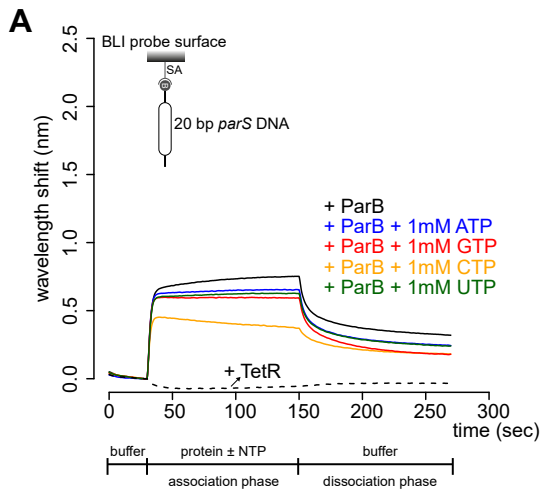 A
BLI probe surface
SA
20 bp parS DNA
wavelength shift (nm)
2.5
2.0
1.5
1.0
0.5
0.0
+ ParB
+ ParB + 1mM ATP
+ ParB + 1mM GTP
+ ParB + 1mM CTP
+ ParB + 1mM UTP
+ TetR
0 50 100 150 200 250 300
time (sec)
buffer protein ± NTP buffer
association phase dissociation phase